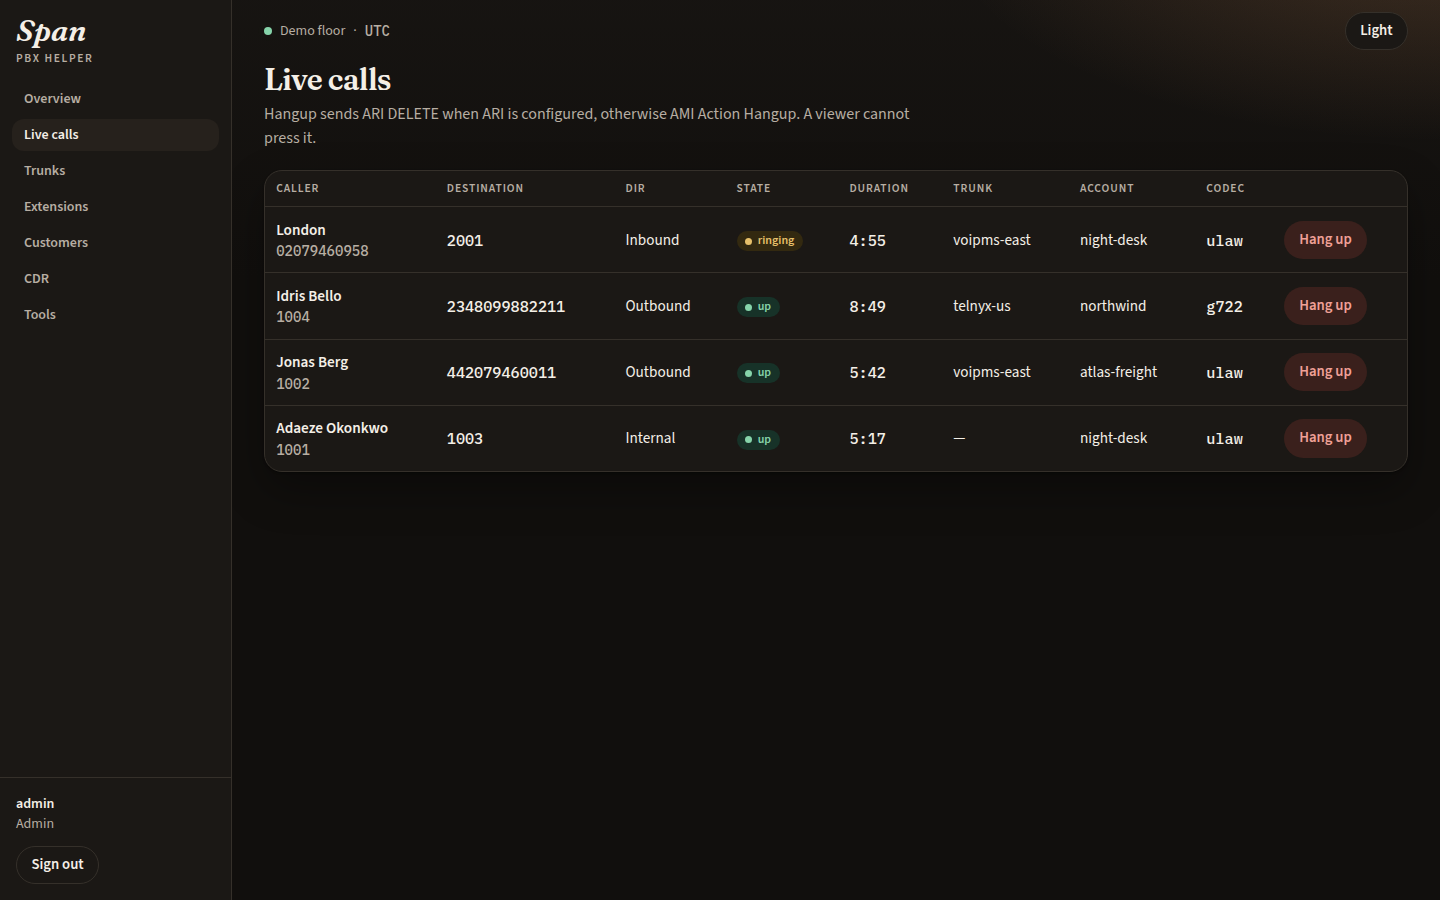 Span
PBX HELPER
Overview
Live calls
Trunks
Extensions
Customers
CDR
Tools
admin
Admin
Sign out
Demo floor · UTC
Light
Live calls
Hangup sends ARI DELETE when ARI is configured, otherwise AMI Action Hangup. A viewer cannot
press it.
CALLER DESTINATION DIR STATE DURATION TRUNK ACCOUNT CODEC
London
02079460958 2001 Inbound ringing 4:55 voipms-east night-desk ulaw Hang up
Idris Bello
1004 2348099882211 Outbound up 8:49 telnyx-us northwind g722 Hang up
Jonas Berg
1002 442079460011 Outbound up 5:42 voipms-east atlas-freight ulaw Hang up
Adaeze Okonkwo
1001 1003 Internal up 5:17 — night-desk ulaw Hang up